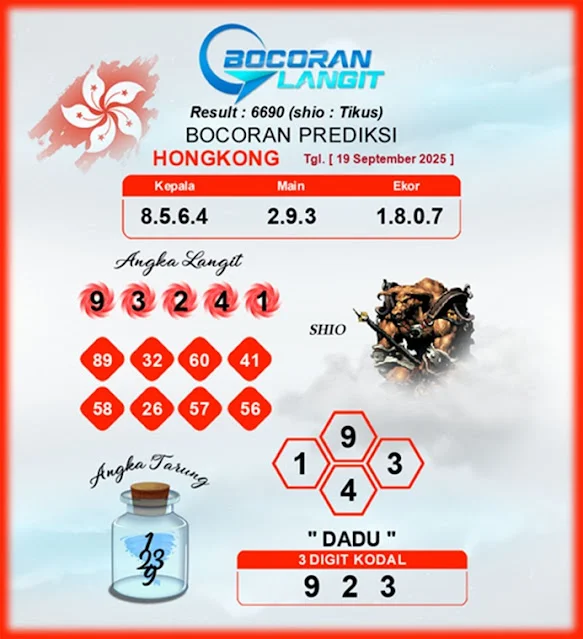 BOCORAN
LANGIT
Result : 6690 (shio : Tikus)
BOCORAN PREDIKSI
HONGKONG Tgl. [ 19 September 2025 ]
Kepala Main Ekor
8.5.6.4 2.9.3 1.8.0.7
Angka Langit
9 3 2 4 1
SHIO
89 32 60 41
58 26 57 56
9
1 3
4
Angka Tarung
1
23
9
" DADU "
3 DIGIT KODAL
9 2 3